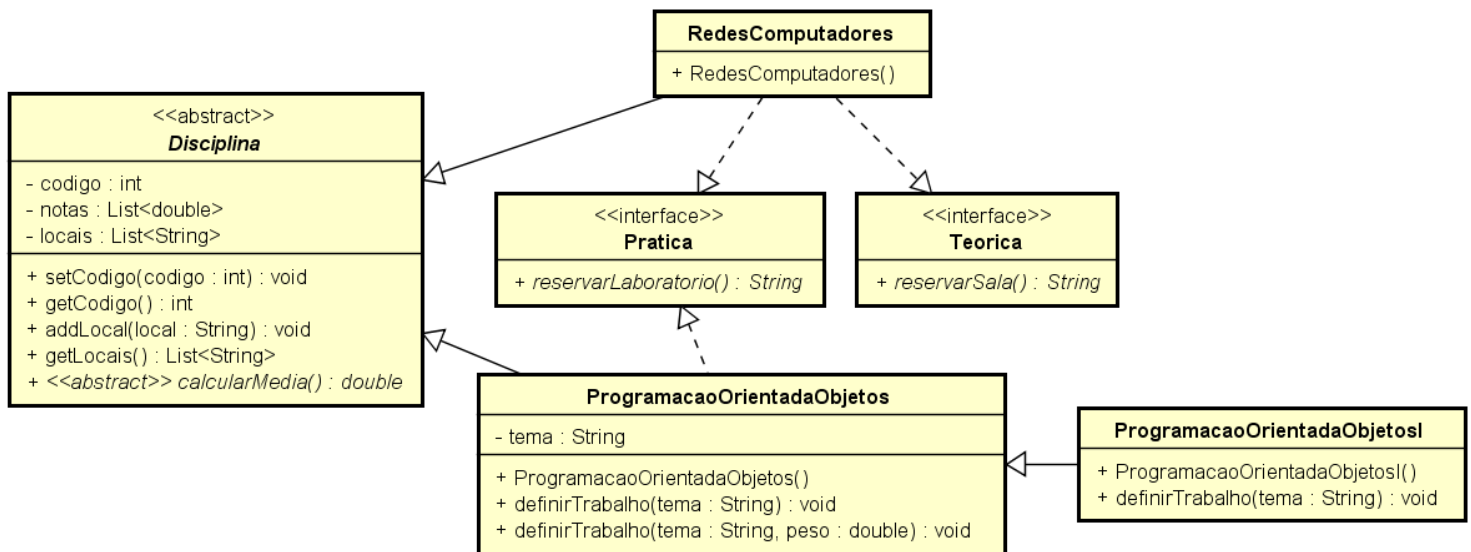 RedesComputadores
+ RedesComputadores()
<<abstract>>
Disciplina
- codigo : int
- notas : List<double>
- locais : List<String>
+ setCodigo(codigo : int) : void
+ getCodigo() : int
+ addLocal(local : String) : void
+ getLocais() : List<String>
+ <<abstract>> calcularMedia() : double
<<interface>>
Pratica
+ reservarLaboratorio() : String
<<interface>>
Teorica
+ reservarSala() : String
ProgramacaoOrientadaObjetos
- tema : String
+ ProgramacaoOrientadaObjetos()
+ definirTrabalho(tema : String) : void
+ definirTrabalho(tema : String, peso : double) : void
ProgramacaoOrientadaObjetosI
+ ProgramacaoOrientadaObjetosI()
+ definirTrabalho(tema : String) : void